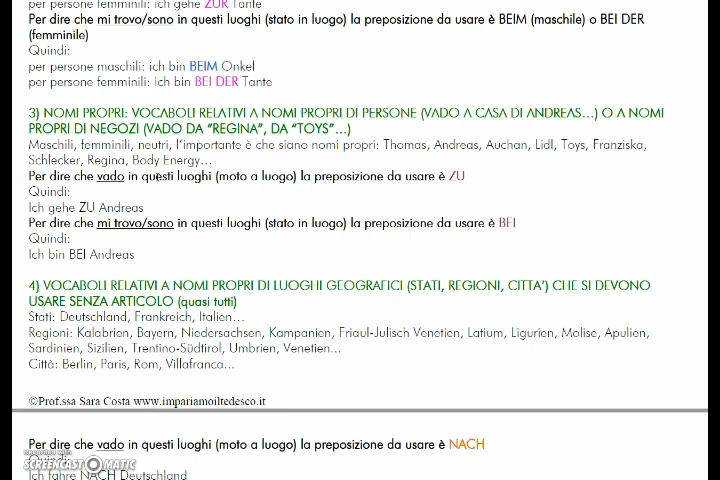 per persone femminili: ich gehe ZUR Tante
Per dire che mi trovo/sono in questi luoghi (stato in luogo) la preposizione da usare è BEIM (maschile) o BEI DER
(femminile)
Quindi:
per persone maschili: ich bin BEIM Onkel
per persone femminili: ich bin BEI DER Tante
3) NOMI PROPRI: VOCABOLI RELATIVI A NOMI PROPRI DI PERSONE (VADO A CASA DI ANDREAS…) O A NOMI
PROPRI DI NEGOZI (VADO DA "REGINA", DA "TOYS"…)
Maschili, femminili, neutri, l'importante è che siano nomi propri: Thomas, Andreas, Auchan, Lidl, Toys, Franziska,
Schlecker, Regina, Body Energy…
Per dire che vado in questi luoghi (moto a luogo) la preposizione da usare è ZU
Quindi:
Ich gehe ZU Andreas
Per dire che mi trovo/sono in questi luoghi (stato in luogo) la preposizione da usare è BEI
Quindi:
Ich bin BEI Andreas
4) VOCABOLI RELATIVI A NOMI PROPRI DI LUOGHI GEOGRAFICI (STATI, REGIONI, CITTA') CHE SI DEVONO
USARE SENZA ARTICOLO (quasi tutti)
Stati: Deutschland, Frankreich, Italien…
Regioni: Kalabrien, Bayern, Niedersachsen, Kampanien, Friaul-Julisch Venetien, Latium, Ligurien, Molise, Apulien,
Sardinien, Sizilien, Trentino-Südtirol, Umbrien, Venetien…
Città: Berlin, Paris, Rom, Villafranca…
©Prof.ssa Sara Costa www.impariamoiltedesco.it
Per dire che vado in questi luoghi (moto a luogo) la preposizione da usare è NACH
Quindi:
SCREENCAST-O-MATIC
Ich fahre NACH Deutschland